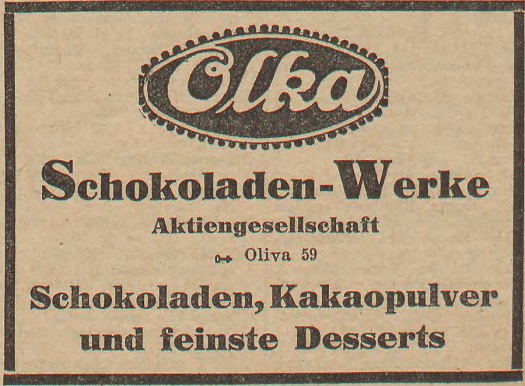 Olka
Schokoladen-Werke
Aktiengesellschaft
Oliva 59
Schokoladen, Kakaopulver
und feinste Desserts